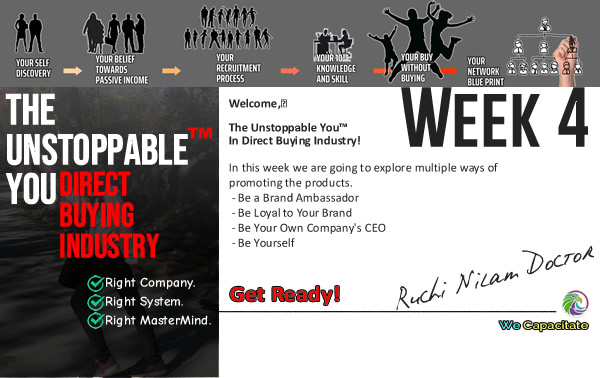 YOUR SELF
DISCOVERY
YOUR BELIEF
TOWARDS
PASSIVE INCOME
YOUR
RECRUITMENT
PROCESS
YOUR 10th
KNOWLEDGE
AND SKILL
YOUR BUY
WITHOUT
BUYING
YOUR
NETWORK
BLUE PRINT
THE
UNSTOPPABLE™
YOU DIRECT
BUYING
INDUSTRY
Right Company.
Right System.
Right MasterMind.
WEEK 4
Welcome,
The Unstoppable You™
In Direct Buying Industry!
In this week we are going to explore multiple ways of
promoting the products.
- Be a Brand Ambassador
- Be Loyal to Your Brand
- Be Your Own Company's CEO
- Be Yourself
Get Ready!
Ruchi Nilam DOCTOR
We Capacitate